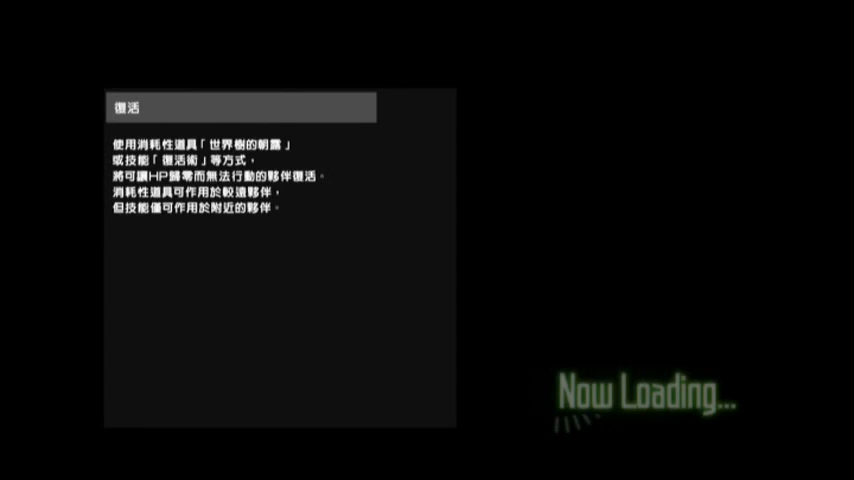 復活
使用消耗性道具「世界樹的朝露」
或技能「復活術」等方式，
將可讓HP歸零而無法行動的夥伴復活。
消耗性道具可作用於較遠夥伴，
但技能僅可作用於附近的夥伴。
Now Loading...